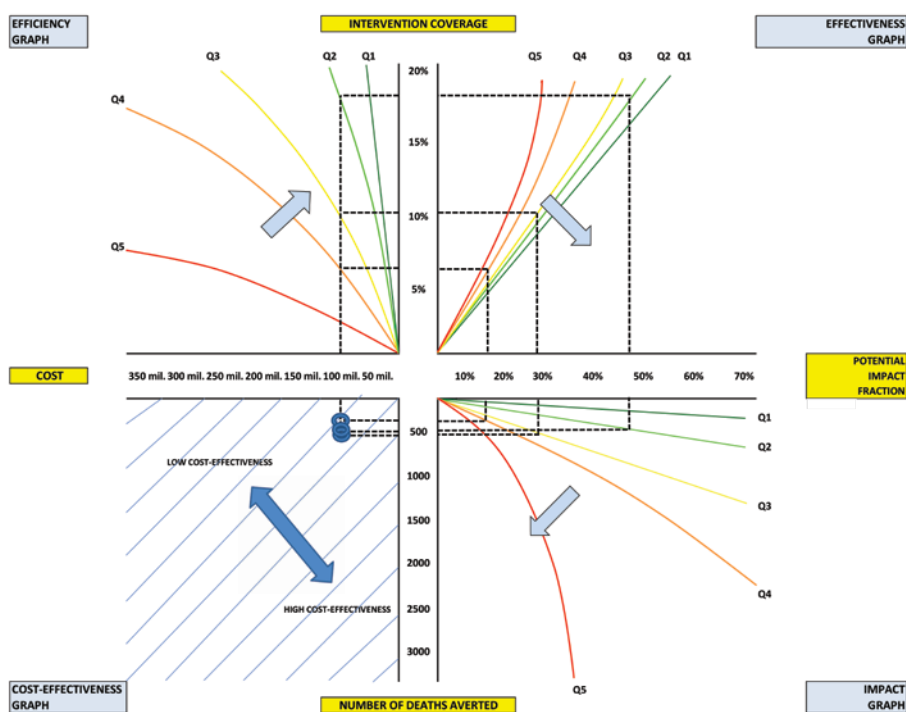 EFFICIENCY
GRAPH
INTERVENTION COVERAGE
EFFECTIVENESS
GRAPH
Q3
Q2
Q1
Q5
Q4
Q3
Q2
Q1
20%
Q4
15%
10%
Q5
5%
COST
350 mil. 300 mil. 250 mil. 200 mil. 150 mil. 100 mil. 50 mil.
10%
20%
30%
40%
50%
60%
70%
POTENTIAL
IMPACT
FRACTION
Q1
500
Q2
LOW COST-EFFECTIVENESS
1000
Q3
1500
2000
Q4
HIGH COST-EFFECTIVENESS
2500
3000
Q5
COST-EFFECTIVENESS
GRAPH
NUMBER OF DEATHS AVERTED
IMPACT
GRAPH